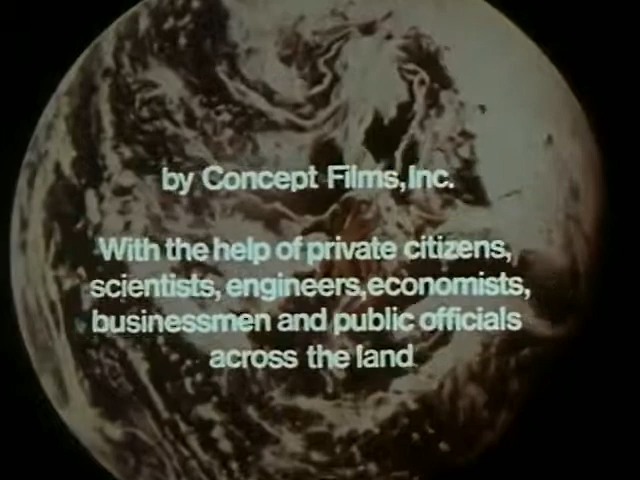 by Concept Films, Inc.
With the help of private citizens,
scientists, engineers, economists,
businessmen and public officials
across the land